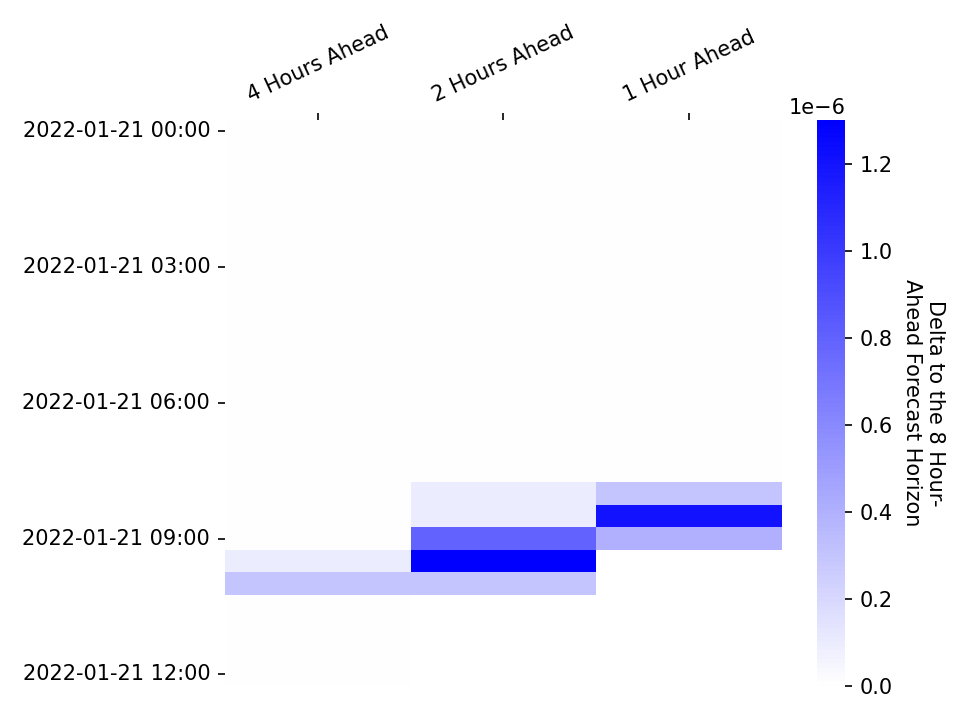 4 Hours Ahead
2 Hours Ahead
1 Hour Ahead
1e−6
2022-01-21 00:00
2022-01-21 03:00
2022-01-21 06:00
2022-01-21 09:00
2022-01-21 12:00
1.2
1.0
0.8
0.6
0.4
0.2
0.0
Delta to the 8 Hour-
Ahead Forecast Horizon